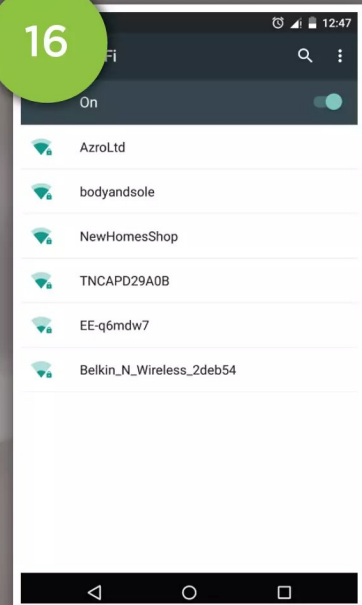 16
12:47
Fi
On
AzroLtd
bodyandsole
NewHomesShop
TNCAPD29A0B
EE-q6mdw7
Belkin_N_Wireless_2deb54